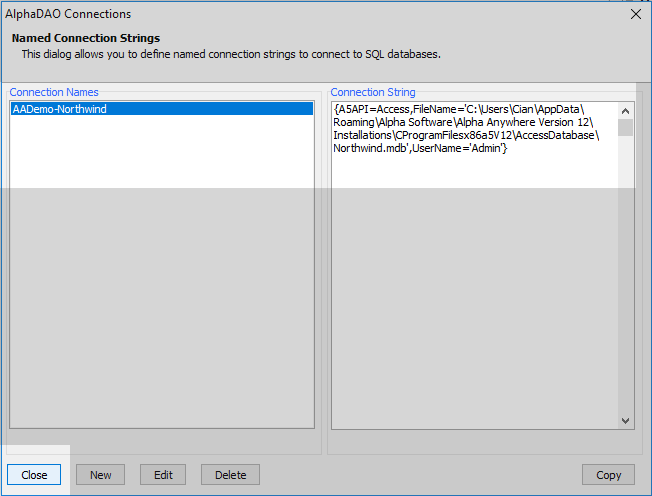 AlphaDAO Connections
Named Connection Strings
This dialog allows you to define named connection strings to connect to SQL databases.
Connection Names
AADemo-Northwind
Connection String
{A5API=Access,FileName='C:\Users\Cian\AppData\
Roaming\Alpha Software\Alpha Anywhere Version 12\
Installations\CProgramFilesx86a5V12\AccessDatabase\
Northwind.mdb',UserName='Admin'}
Close
New
Edit
Delete
Copy